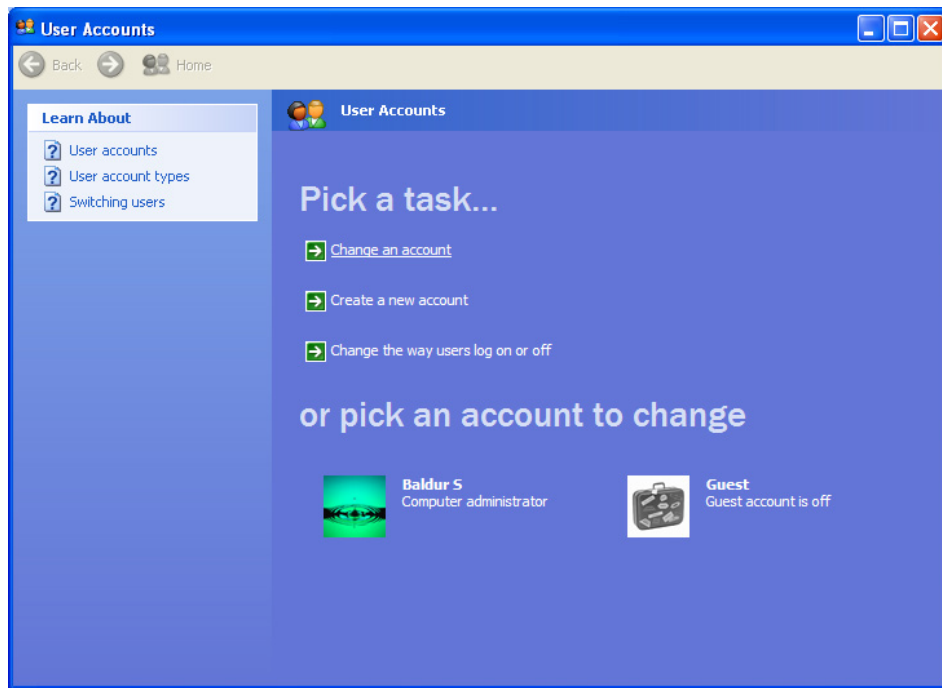 User Accounts
Back Home
Learn About
User accounts
User account types
Switching users
User Accounts
Pick a task...
Change an account
Create a new account
Change the way users log on or off
or pick an account to change
Baldur S
Computer administrator
Guest
Guest account is off